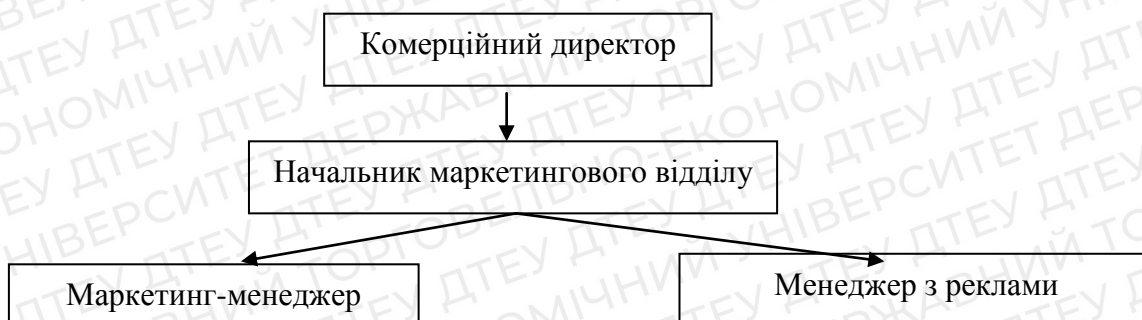 Комерційний директор
Начальник маркетингового відділу
Маркетинг-менеджер
Менеджер з реклами